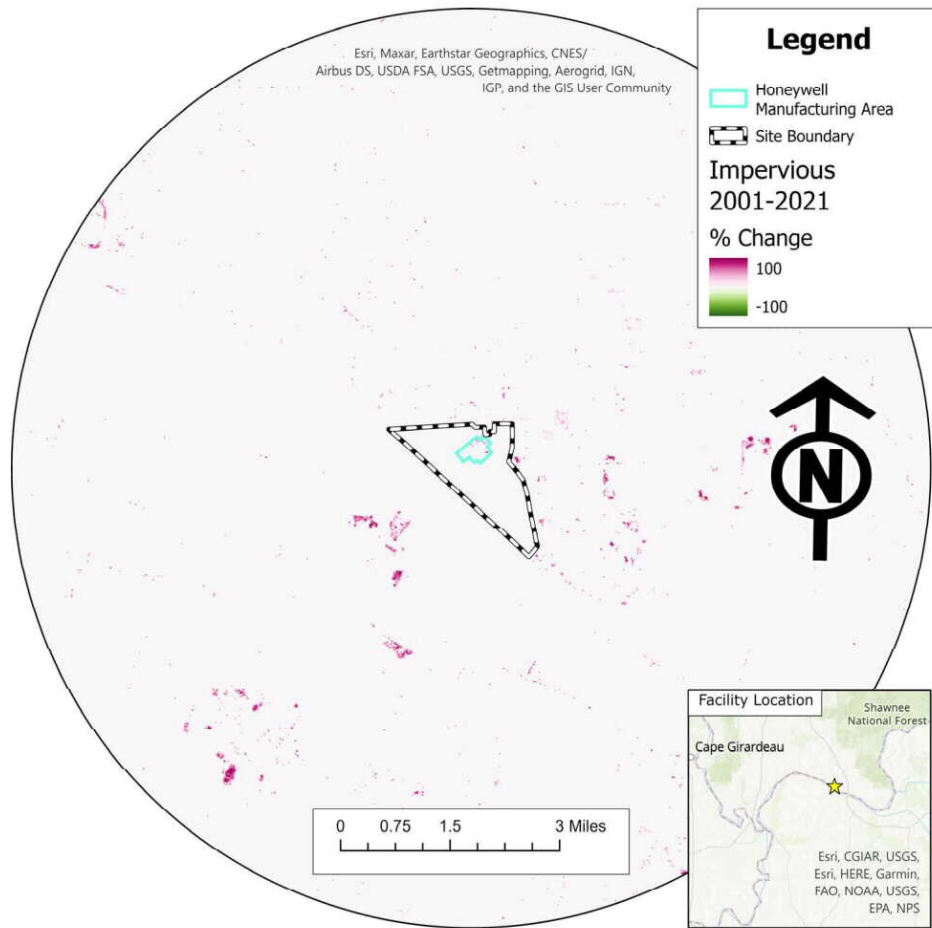 Esri, Maxar, Earthstar Geographics, CNES/
Airbus DS, USDA FSA, USGS, Getmapping, Aerogrid, IGN,
IGP, and the GIS User Community
Legend
Honeywell
Manufacturing Area
Site Boundary
Impervious
2001-2021
% Change
100
-100
N
0 0.75 1.5 3 Miles
Facility Location
Shawnee
National Forest
Cape Girardeau
Esri, CGIAR, USGS,
Esri, HERE, Garmin,
FAO, NOAA, USGS,
EPA, NPS